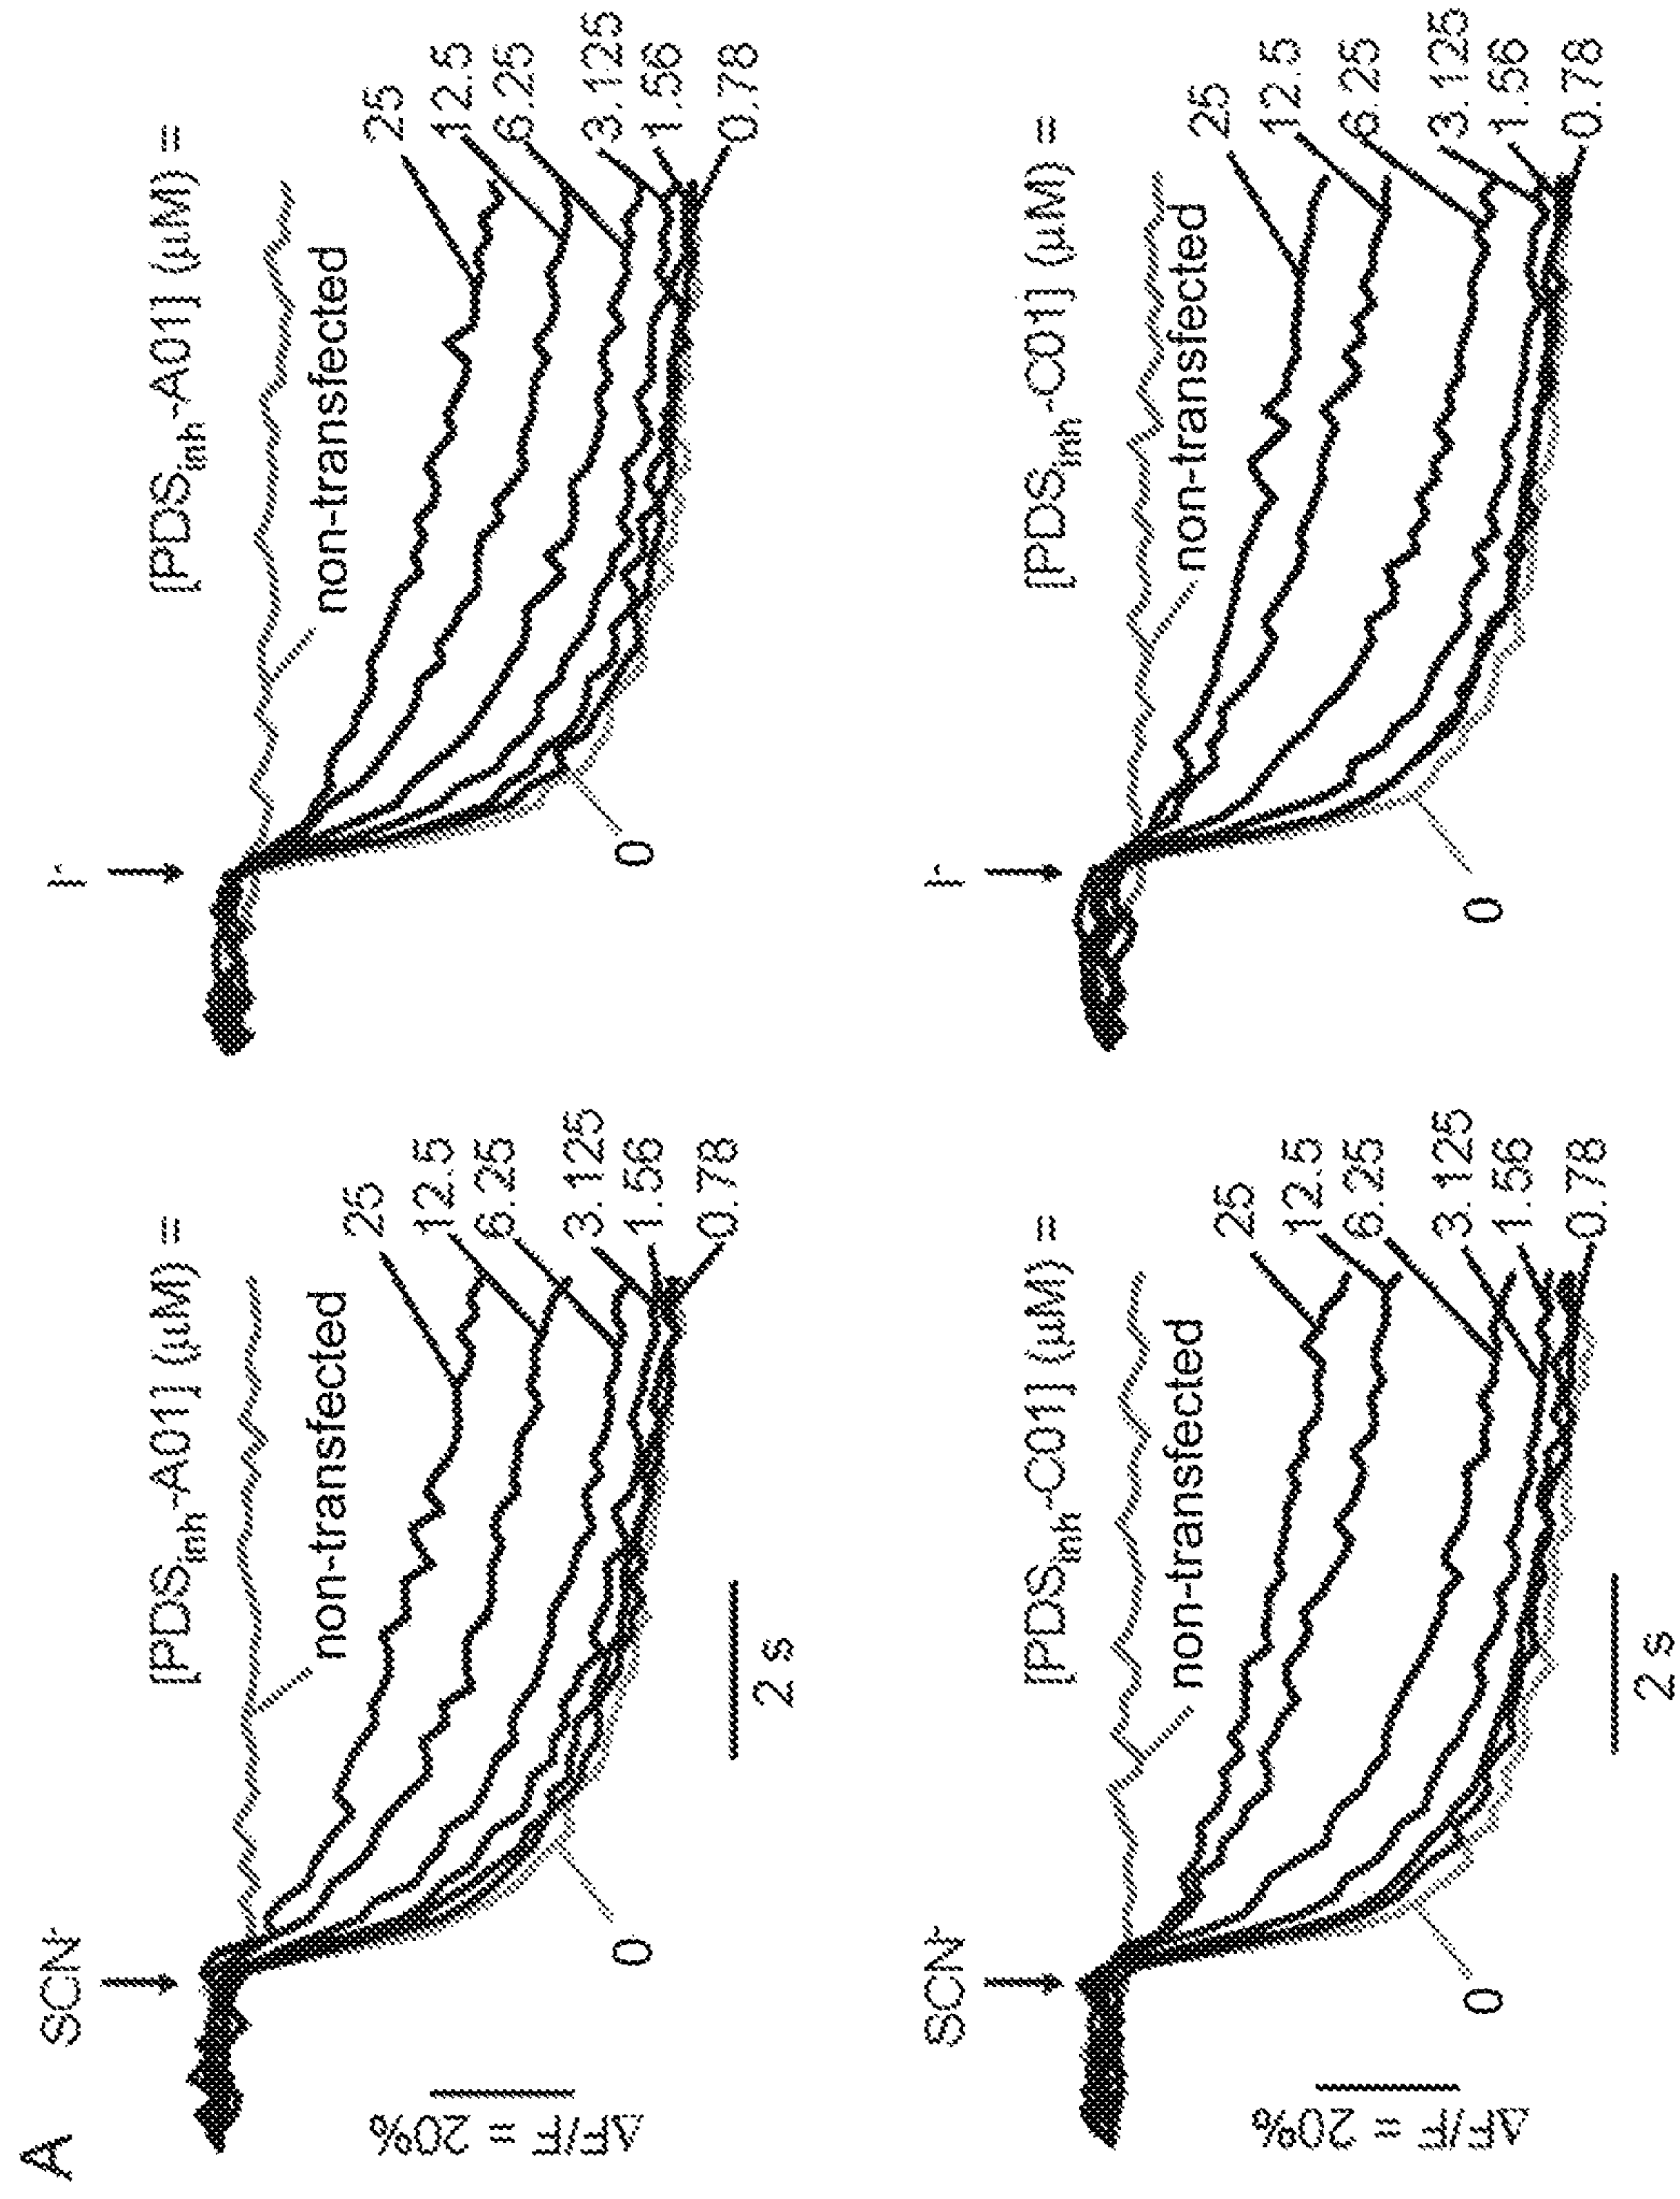 A
SCN⁻
[PDSinh-A01] (µM) =
non-transfected
25
12.5
6.25
3.125
1.56
0.78
0
ΔF/F = 20%
2 s
I⁻
[PDSinh-A01] (µM) =
non-transfected
25
12.5
6.25
3.125
1.56
0.78
0
SCN⁻
[PDSinh-C01] (µM) =
non-transfected
25
12.5
6.25
3.125
1.56
0.78
0
ΔF/F = 20%
2 s
I⁻
[PDSinh-C01] (µM) =
non-transfected
25
12.5
6.25
3.125
1.56
0.78
0